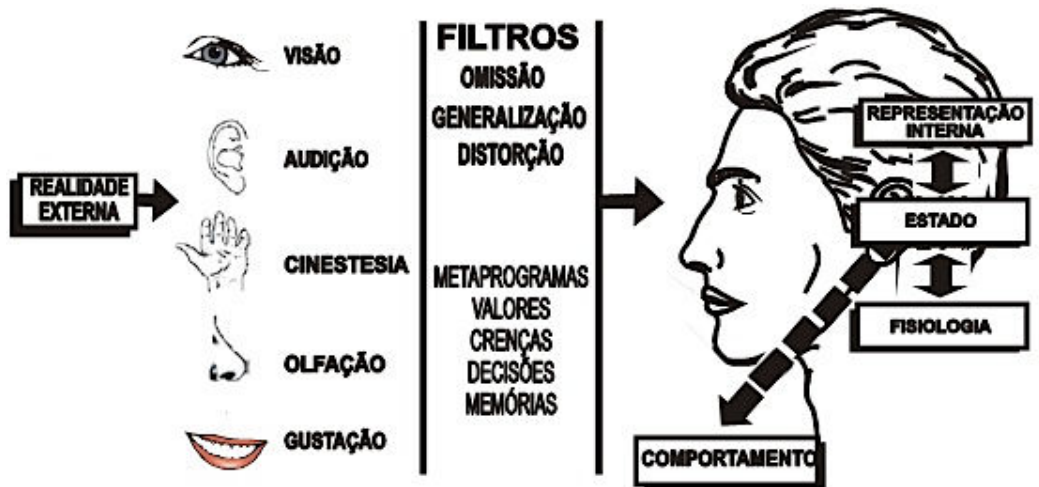 REALIDADE
EXTERNA
VISÃO
AUDIÇÃO
CINESTESIA
OLFAÇÃO
GUSTAÇÃO
FILTROS
OMISSÃO
GENERALIZAÇÃO
DISTORÇÃO
METAPROGRAMAS
VALORES
CRENÇAS
DECISÕES
MEMÓRIAS
REPRESENTAÇÃO
INTERNA
ESTADO
FISIOLOGIA
COMPORTAMENTO